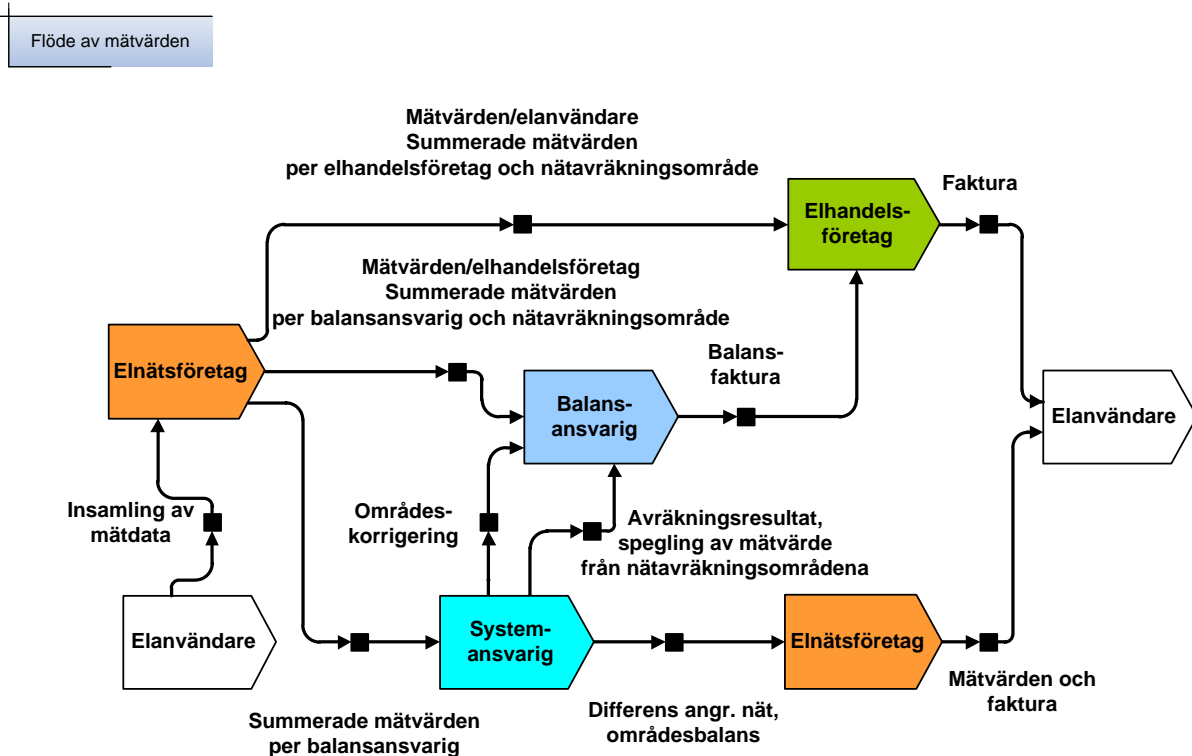 Flöde av mätvärden
Mätvärden/elanvändare
Summerade mätvärden
per elhandelsföretag och nätavräkningsområde
Faktura
Elhandels-
företag
Mätvärden/elhandelsföretag
Summerade mätvärden
per balansansvarig och nätavräkningsområde
Elnätsföretag
Balans-
faktura
Balans-
ansvarig
Elanvändare
Insamling av
mätdata
Områdes-
korrigering
Avräkningsresultat,
spegling av mätvärde
från nätavräkningsområdena
Elanvändare
System-
ansvarig
Elnätsföretag
Summerade mätvärden
per balansansvarig
Differens angr. nät,
områdesbalans
Mätvärden och
faktura